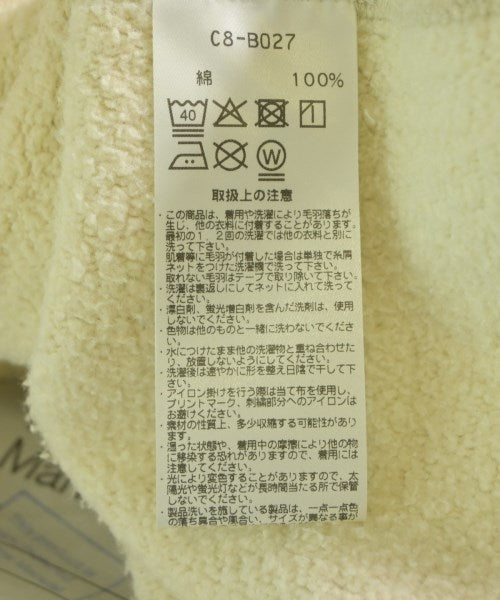 C8-B027
綿 100%
40
W
取扱上の注意
・この商品は、着用や洗濯により毛羽落ちが
生じ、他の衣料に付着することがあります。
最初の1、2回の洗濯では他の衣料と別に
洗って下さい。
肌着等に毛羽が付着した場合は単独で糸屑
ネットをつけた洗濯機で洗って下さい。
取れない毛羽はテープで取り除いて下さい。
・洗濯は裏返しにしてネットに入れて洗って
ください。
・漂白剤、蛍光増白剤を含んだ洗剤は、使用
しないでください。
・色物は他のものと一緒に洗わないでくださ
い。
・水につけたまま他の洗濯物と重ね合わせた
り、放置しないようにしてください。
・洗濯後は速やかに形を整え日陰で干して下
さい。
・アイロン掛けを行う際は当て布を使用し、
プリントマーク、刺繍部分へのアイロンは
お避けください。
・素材の性質上、多少収縮する可能性があり
ます。
・湿った状態や、着用中の摩擦により他の物
に移染する恐れがありますので、着用には
注意してください。
・光により変色することがありますので、太
陽光や蛍光灯などが長時間当たる所で保管
しないでください。
・製品洗いを施している製品は、一点一点色
の落ち具合や風合い、サイズが異なる事が
Mar